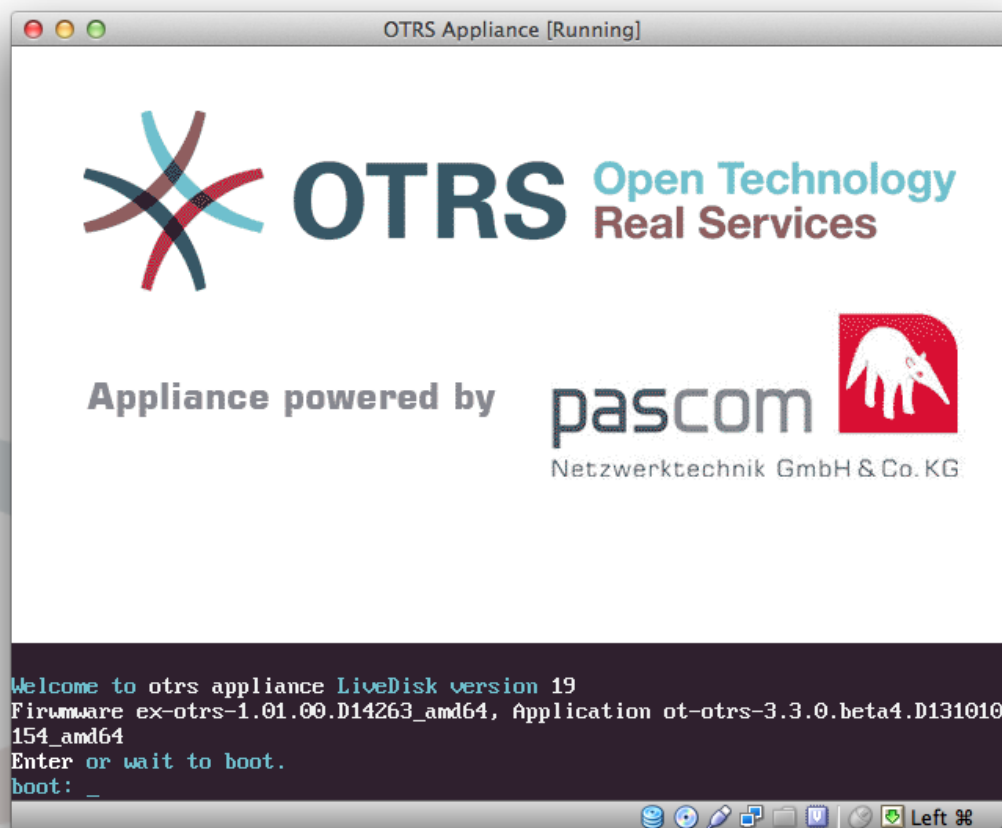 OTRS Appliance [Running]
OTRS Open Technology
Real Services
Appliance powered by
pascom
Netzwerktechnik GmbH & Co. KG
Welcome to otrs appliance LiveDisk version 19
Firwmware ex-otrs-1.01.00.D14263_amd64, Application ot-otrs-3.3.0.beta4.D131010
154_amd64
Enter or wait to boot.
boot: _
Left ⌘